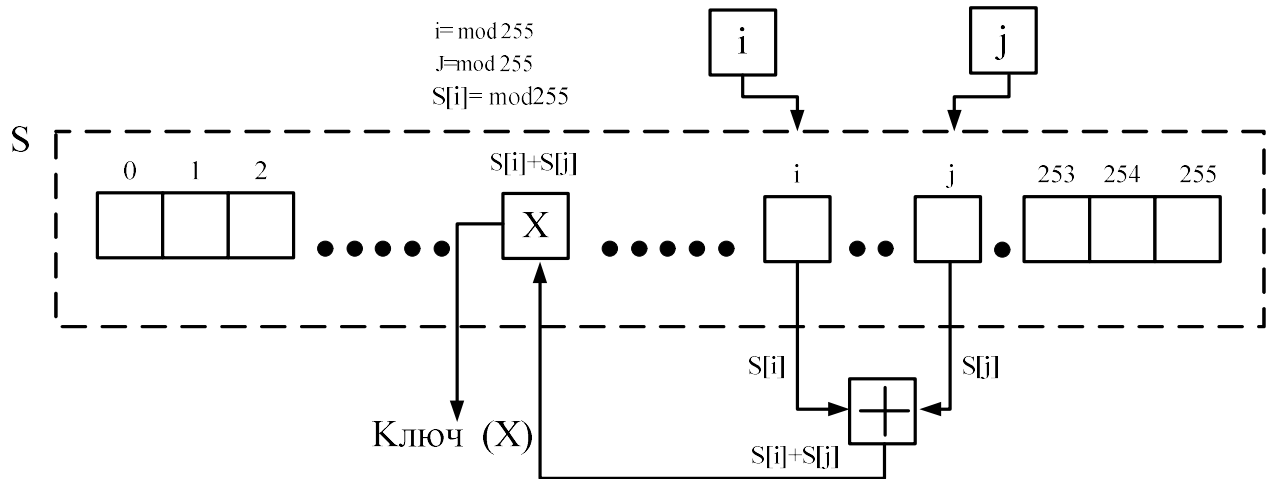 i= mod 255
J=mod 255
S[i]= mod255
i
j
S
0 1 2
S[i]+S[j]
i
j
253 254 255
X
S[i]
S[j]
Ключ (X)
S[i]+S[j]